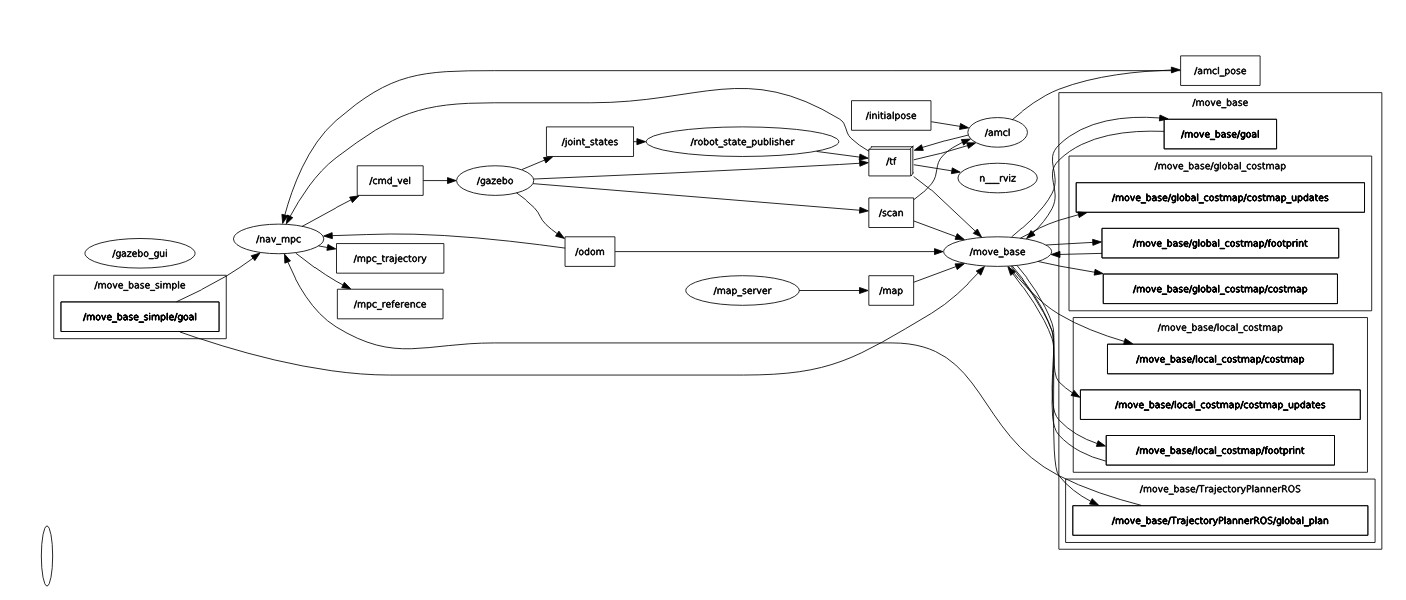 /amcl_pose
/move_base
/initialpose
/amcl
/move_base/goal
/joint_states
/robot_state_publisher
/tf
/move_base/global_costmap
/cmd_vel
/gazebo
n___rviz
/move_base/global_costmap/costmap_updates
/scan
/nav_mpc
/move_base/global_costmap/footprint
/gazebo_gui
/mpc_trajectory
/odom
/move_base
/move_base_simple
/map_server
/map
/move_base/global_costmap/costmap
/mpc_reference
/move_base_simple/goal
/move_base/local_costmap
/move_base/local_costmap/costmap
/move_base/local_costmap/costmap_updates
/move_base/local_costmap/footprint
/move_base/TrajectoryPlannerROS
/move_base/TrajectoryPlannerROS/global_plan